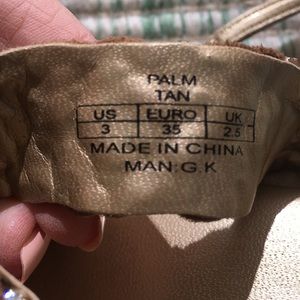 PALM
TAN
US EURO UK
3 35 2.5
MADE IN CHINA
MAN:G.K